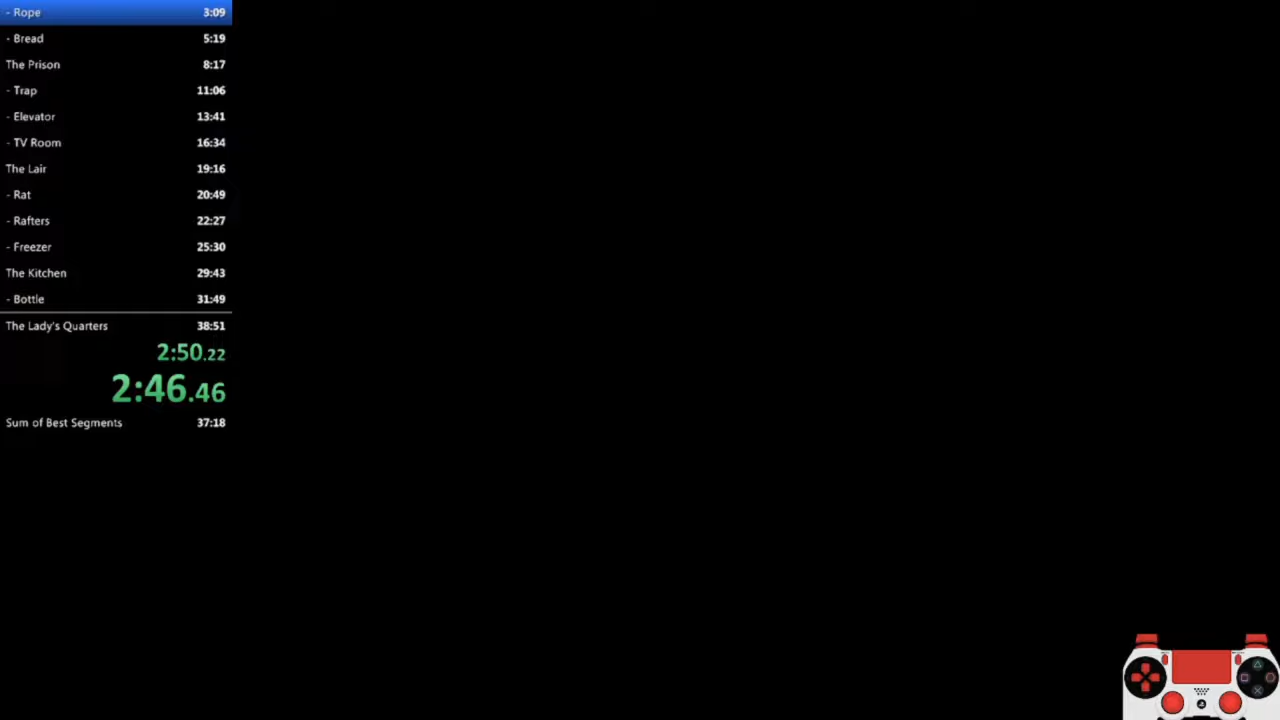 - Rope 3:09
- Bread 5:19
The Prison 8:17
- Trap 11:06
- Elevator 13:41
- TV Room 16:34
The Lair 19:16
- Rat 20:49
- Rafters 22:27
- Freezer 25:30
The Kitchen 29:43
- Bottle 31:49
The Lady's Quarters 38:51
2:50.22
2:46.46
Sum of Best Segments 37:18